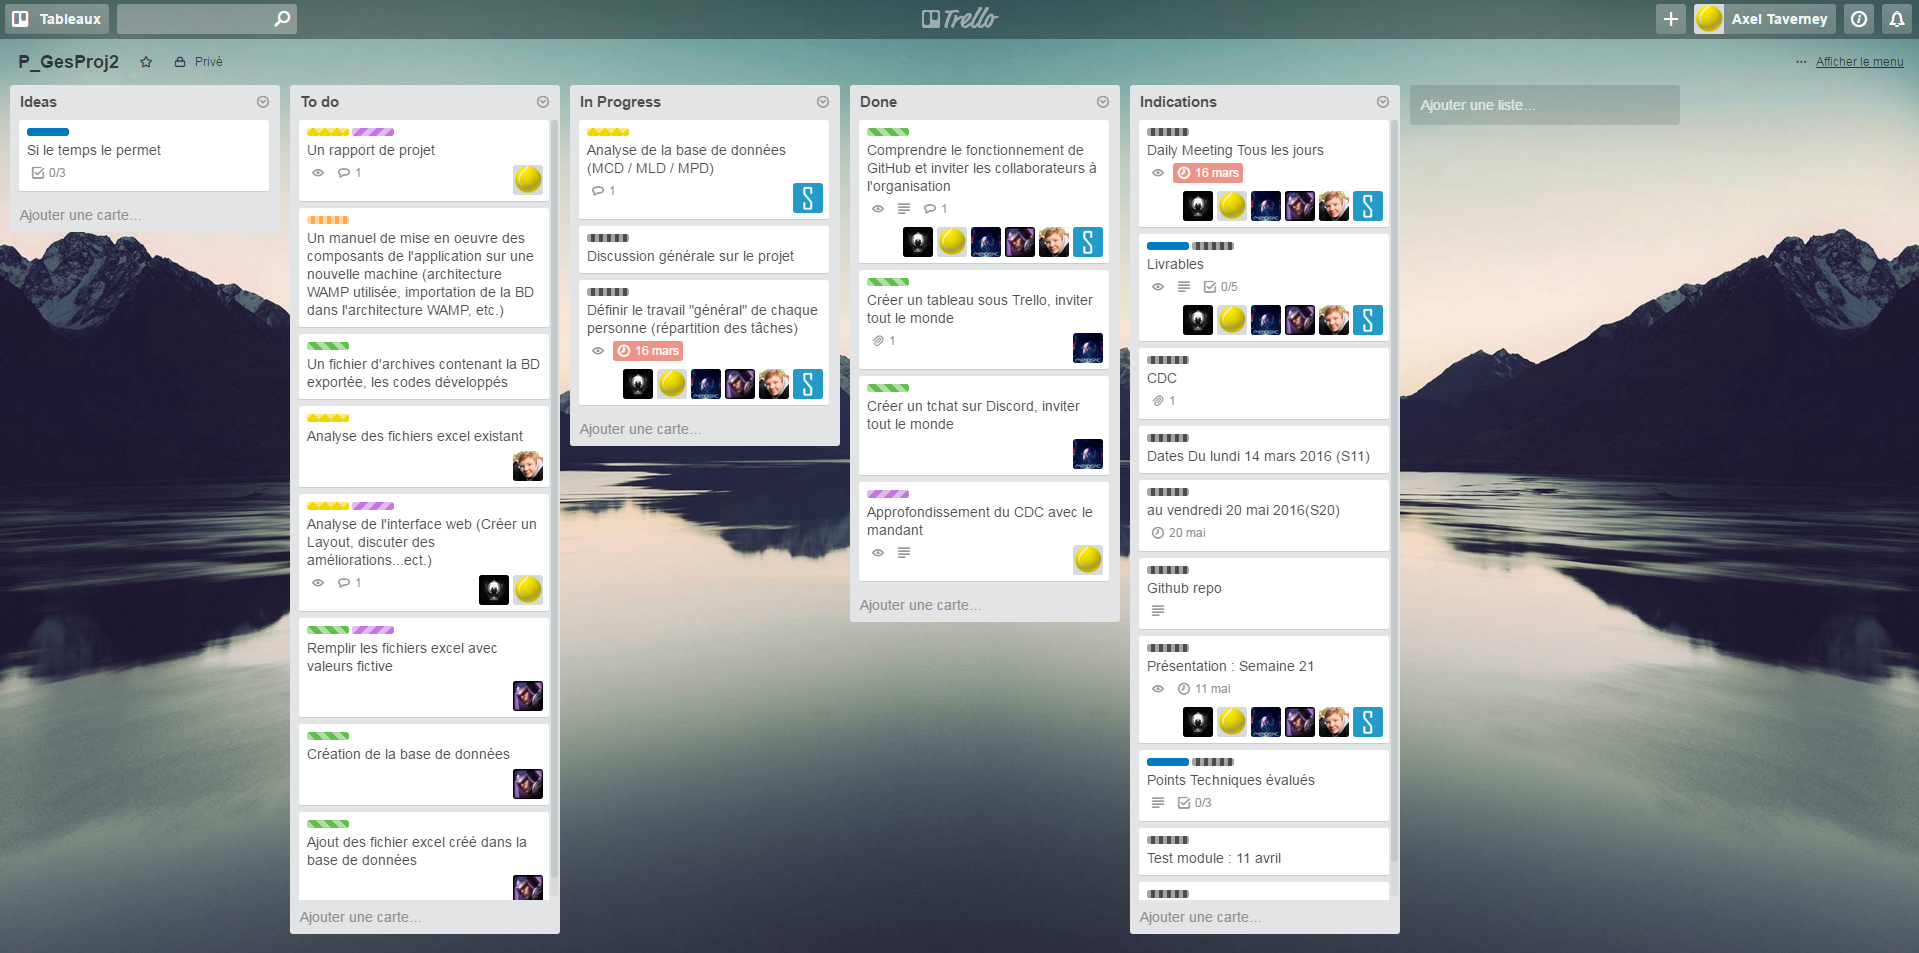 Tableaux
Trello
Axel Taverney
P_GesProj2
Privé
Afficher le menu
Ideas
Si le temps le permet
0/3
Ajouter une carte…
To do
Un rapport de projet
1
Un manuel de mise en oeuvre des
composants de l'application sur une
nouvelle machine (architecture
WAMP utilisée, importation de la BD
dans l'architecture WAMP, etc.)
Un fichier d'archives contenant la BD
exportée, les codes développés
Analyse des fichiers excel existant
Analyse de l'interface web (Créer un
Layout, discuter des
améliorations...ect.)
1
Remplir les fichiers excel avec
valeurs fictive
Création de la base de données
Ajout des fichier excel créé dans la
base de données
Ajouter une carte…
In Progress
Analyse de la base de données
(MCD / MLD / MPD)
1
Discussion générale sur le projet
Définir le travail "général" de chaque
personne (répartition des tâches)
16 mars
Ajouter une carte…
Done
Comprendre le fonctionnement de
GitHub et inviter les collaborateurs à
l'organisation
1
Créer un tableau sous Trello, inviter
tout le monde
1
Créer un tchat sur Discord, inviter
tout le monde
Approfondissement du CDC avec le
mandant
Ajouter une carte…
Indications
Daily Meeting Tous les jours
16 mars
Livrables
0/5
CDC
1
Dates Du lundi 14 mars 2016 (S11)
au vendredi 20 mai 2016(S20)
20 mai
Github repo
Présentation : Semaine 21
11 mai
Points Techniques évalués
0/3
Test module : 11 avril
Ajouter une carte…
Ajouter une liste…